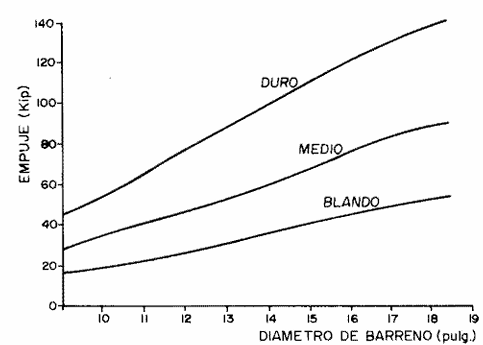 140
120
100
80
60
40
20
0
EMPUJE (Kip)
DURO
MEDIO
BLANDO
10 11 12 13 14 15 16 17 18 19
DIAMETRO DE BARRENO (pulg.)